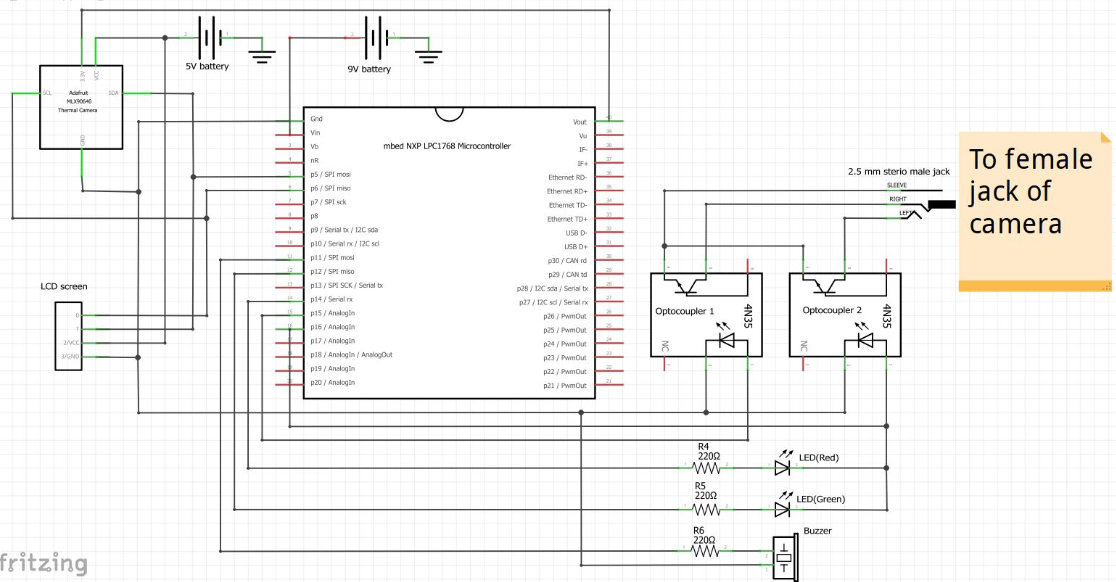 5V battery
9V battery
3.3V
VCC
SCL
SDA
Adafruit
MLX90640
Thermal Camera
GND
mbed NXP LPC1768 Microcontroller
Gnd
Vin
Vb
nR
p5 / SPI mosi
p6 / SPI miso
p7 / SPI sck
p8
p9 / Serial tx / I2C sda
p10 / Serial rx / I2C scl
p11 / SPI mosi
p12 / SPI miso
p13 / SPI SCK / Serial tx
p14 / Serial rx
p15 / AnalogIn
p16 / AnalogIn
p17 / AnalogIn
p18 / AnalogIn / AnalogOut
p19 / AnalogIn
p20 / AnalogIn
Vout
Vu
IF-
IF+
Ethernet RD-
Ethernet RD+
Ethernet TD-
Ethernet TD+
USB D-
USB D+
p30 / CAN rd
p29 / CAN td
p28 / I2C sda / Serial tx
p27 / I2C scl / Serial rx
p26 / PwmOut
p25 / PwmOut
p24 / PwmOut
p23 / PwmOut
p22 / PwmOut
p21 / PwmOut
LCD screen
2/VCC
3/GND
2.5 mm sterio male jack
SLEEVE
RIGHT
LEFT
To female
jack of
camera
Optocoupler 1
4N35
NC
Optocoupler 2
4N35
NC
R4
220Ω
LED(Red)
R5
220Ω
LED(Green)
R6
220Ω
Buzzer
fritzing